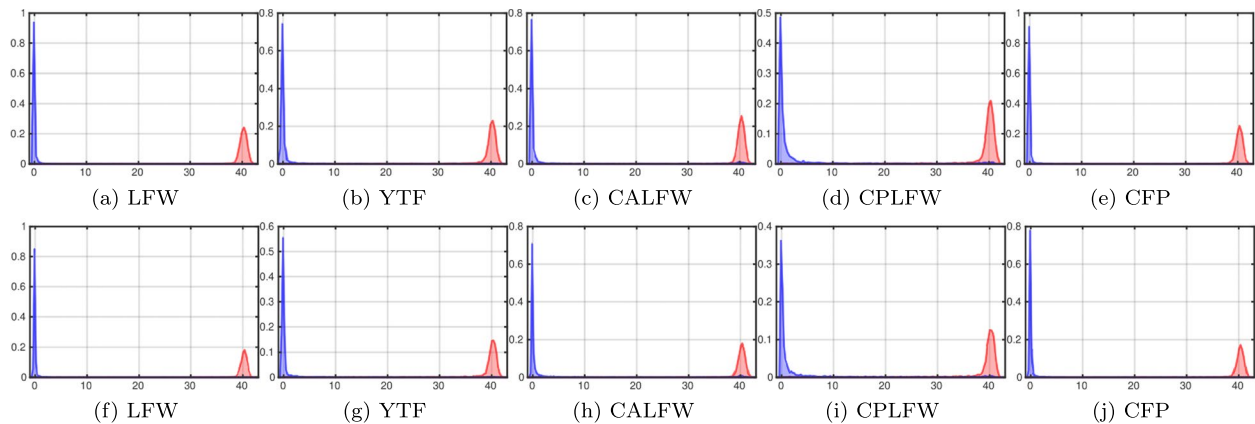 1 0.8 0.8 0.5 1
0.8 0.6 0.6 0.4 0.8
0.6 0.3 0.6
0.4 0.4 0.4 0.2 0.4
0.2 0.2 0.2 0.1 0.2
0 0 0 0 0
0 10 20 30 40 0 10 20 30 40 0 10 20 30 40 0 10 20 30 40 0 10 20 30 40
(a) LFW (b) YTF (c) CALFW (d) CPLFW (e) CFP
1 0.6 0.8 0.4 0.8
0.8 0.5 0.6 0.3 0.6
0.6 0.4
0.4 0.3 0.4 0.2 0.4
0.2 0.2 0.2 0.1 0.2
0.1
0 0 0 0 0
0 10 20 30 40 0 10 20 30 40 0 10 20 30 40 0 10 20 30 40 0 10 20 30 40
(f) LFW (g) YTF (h) CALFW (i) CPLFW (j) CFP